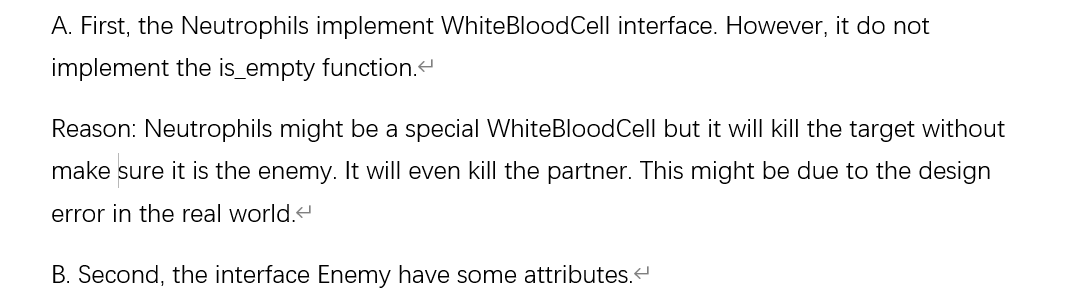 A. First, the Neutrophils implement WhiteBloodCell interface. However, it do not
implement the is_empty function.↵
Reason: Neutrophils might be a special WhiteBloodCell but it will kill the target without
make sure it is the enemy. It will even kill the partner. This might be due to the design
error in the real world.↵
B. Second, the interface Enemy have some attributes.↵